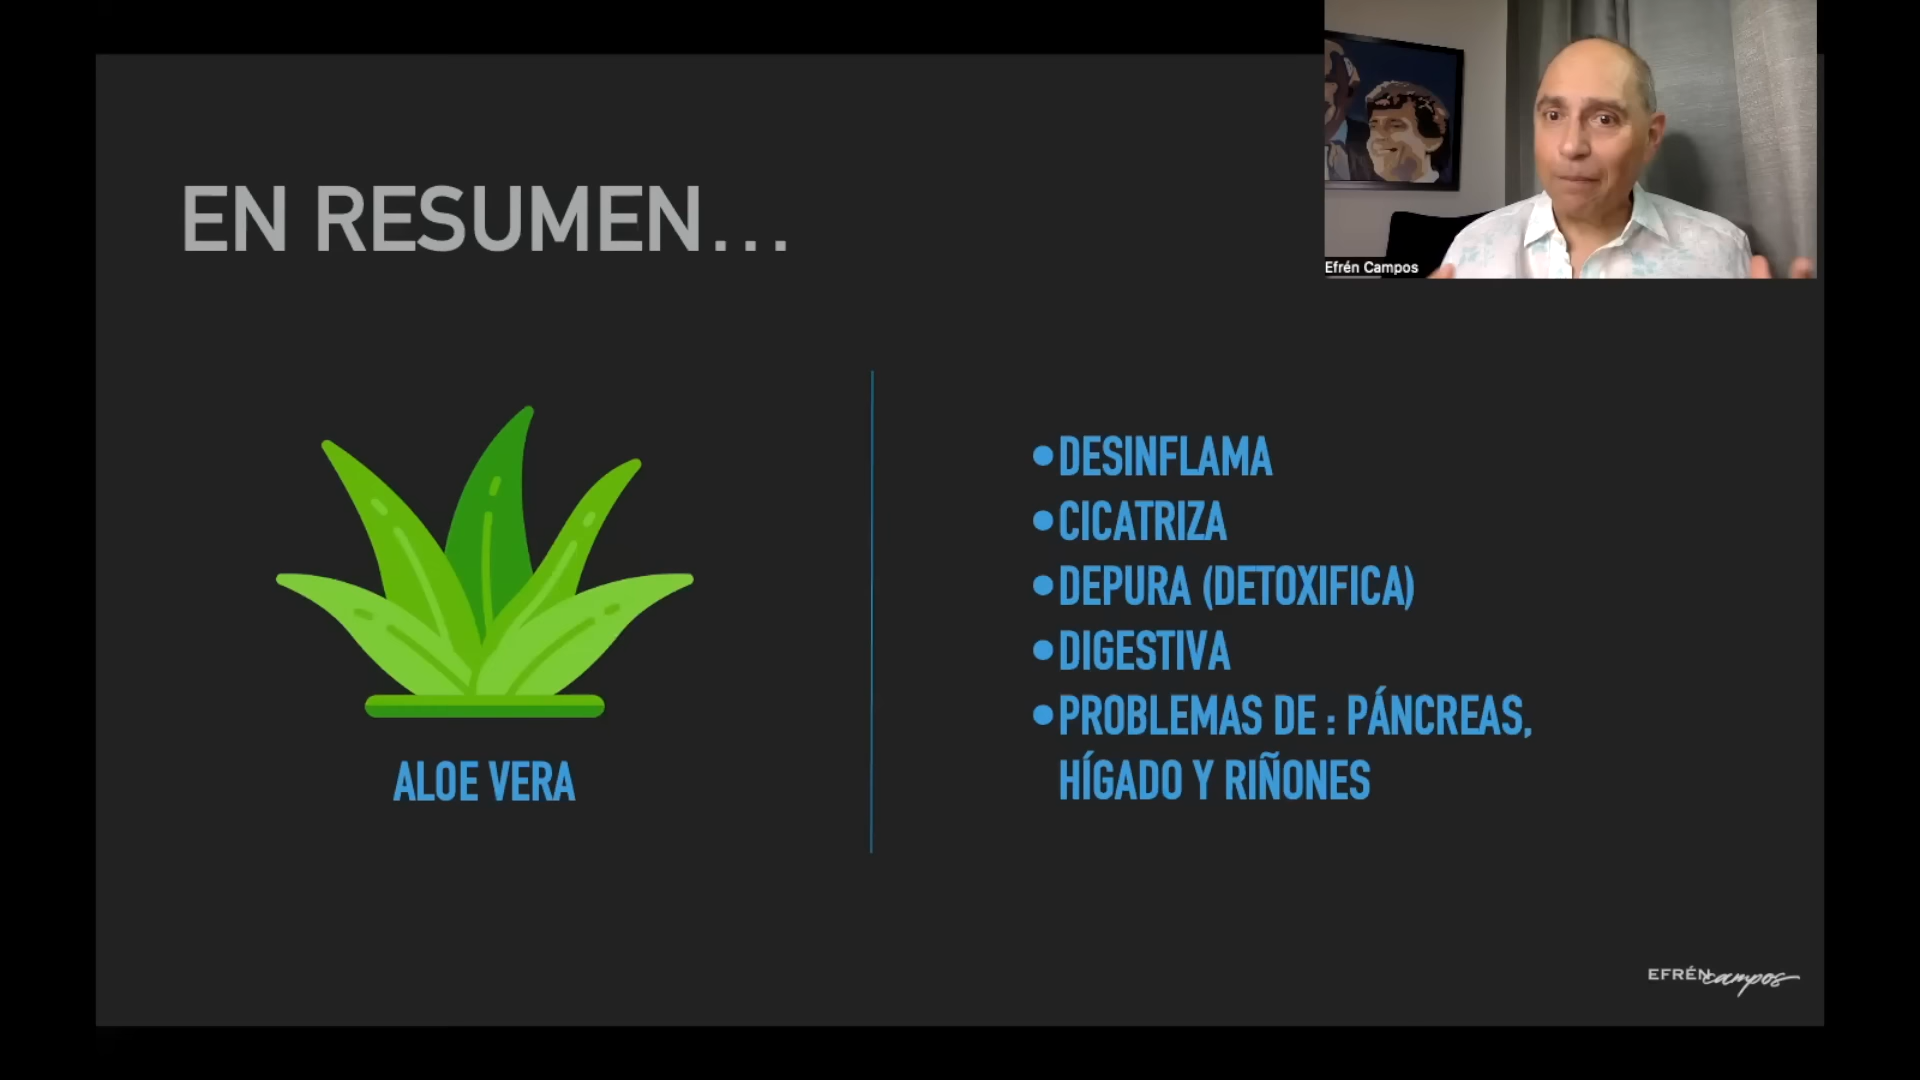 EN RESUMEN...
Efrén Campos
ALOE VERA
•DESINFLAMA
•CICATRIZA
•DEPURA (DETOXIFICA)
•DIGESTIVA
•PROBLEMAS DE : PÁNCREAS,
HÍGADO Y RIÑONES
EFRÉN campos